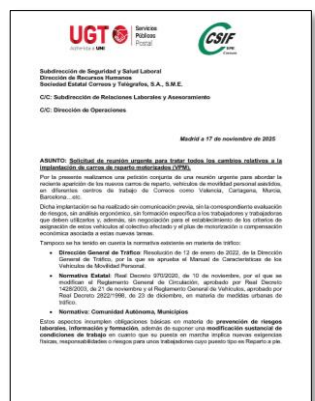 UGT
Servicios
Públicos
Postal
CSIF
Subdirección de Seguridad y Salud Laboral
Dirección de Recursos Humanos
Sociedad Estatal Correos y Telégrafos, S.A., S.M.E.
C/C: Subdirección de Relaciones Laborales y Asesoramiento
C/C: Dirección de Operaciones
Madrid a 17 de noviembre de 2025
ASUNTO: Solicitud de reunión urgente para tratar todos los cambios relativos a la
implantación de carros de reparto motorizados (VPM).
Por la presente realizamos una petición conjunta de una reunión urgente para abordar la
reciente aparición de los nuevos carros de reparto, vehículos de movilidad personal asistidos,
en diferentes centros de trabajo de Correos como Valencia, Cartagena, Murcia,
Barcelona…etc.
Dicha implantación se ha realizado sin comunicación previa, sin la correspondiente evaluación
de riesgos, sin análisis ergonómico, sin formación específica a los trabajadores y trabajadoras
que deben utilizarlos y, además, sin negociación ni establecimiento de los criterios de
asignación de estos vehículos al colectivo afectado y el plus de motorización o compensación
económica asociada a estas nuevas tareas.
Tampoco se ha tenido en cuenta la normativa existente en materia de tráfico:
• Dirección General de Tráfico: Resolución de 12 de enero de 2022, de la Dirección
General de Tráfico, por la que se aprueba el Manual de Características de los
Vehículos de Movilidad Personal.
• Normativa Estatal: Real Decreto 970/2020, de 10 de noviembre, por el que se
modifican el Reglamento General de Circulación, aprobado por Real Decreto
1428/2003, de 21 de noviembre y el Reglamento General de Vehículos, aprobado por
Real Decreto 2822/1998, de 23 de diciembre, en materia de medidas urbanas de
tráfico.
• Normativa: Comunidad Autónoma, Municipios
Estos aspectos incumplen obligaciones básicas en materia de prevención de riesgos
laborales, información y formación, además de suponer una modificación sustancial de
condiciones de trabajo en cuanto que su puesta en marcha implica nuevas exigencias
físicas, responsabilidades o riesgos para unos trabajadores cuyo puesto tipo es Reparto a pie.